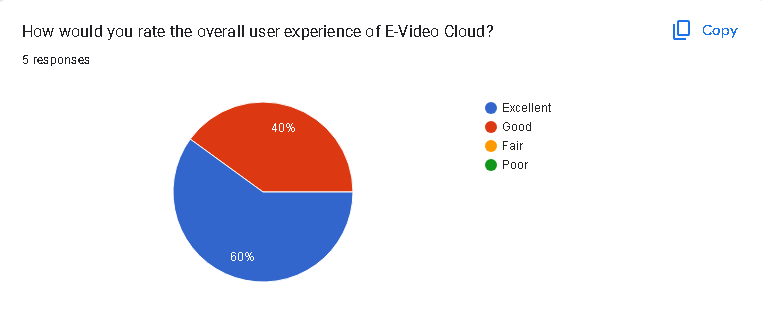 How would you rate the overall user experience of E-Video Cloud?
Copy
5 responses
40%
60%
Excellent
Good
Fair
Poor